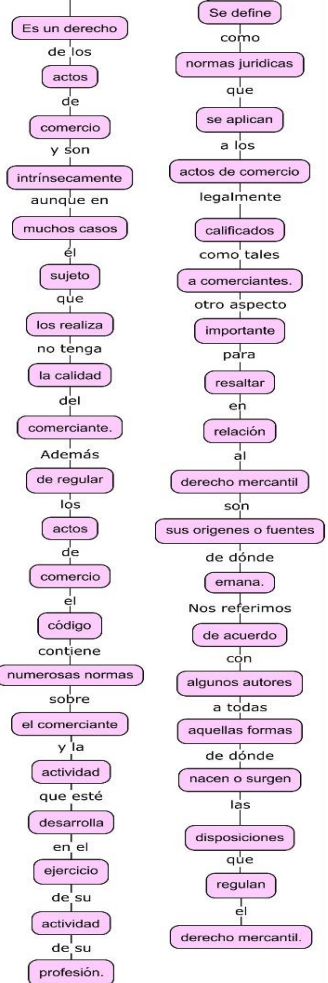 Es un derecho
de los
actos
de
comercio
y son
intrínsecamente
aunque en
muchos casos
él
sujeto
que
los realiza
no tenga
la calidad
del
comerciante.
Además
de regular
los
actos
de
comercio
el
código
contiene
numerosas normas
sobre
el comerciante
y la
actividad
que esté
desarrolla
en el
ejercicio
de su
actividad
de su
profesión.
Se define
como
normas juridicas
que
se aplican
a los
actos de comercio
legalmente
calificados
como tales
a comerciantes.
otro aspecto
importante
para
resaltar
en
relación
al
derecho mercantil
son
sus origenes o fuentes
de dónde
emana.
Nos referimos
de acuerdo
con
algunos autores
a todas
aquellas formas
de dónde
nacen o surgen
las
disposiciones
que
regulan
el
derecho mercantil.